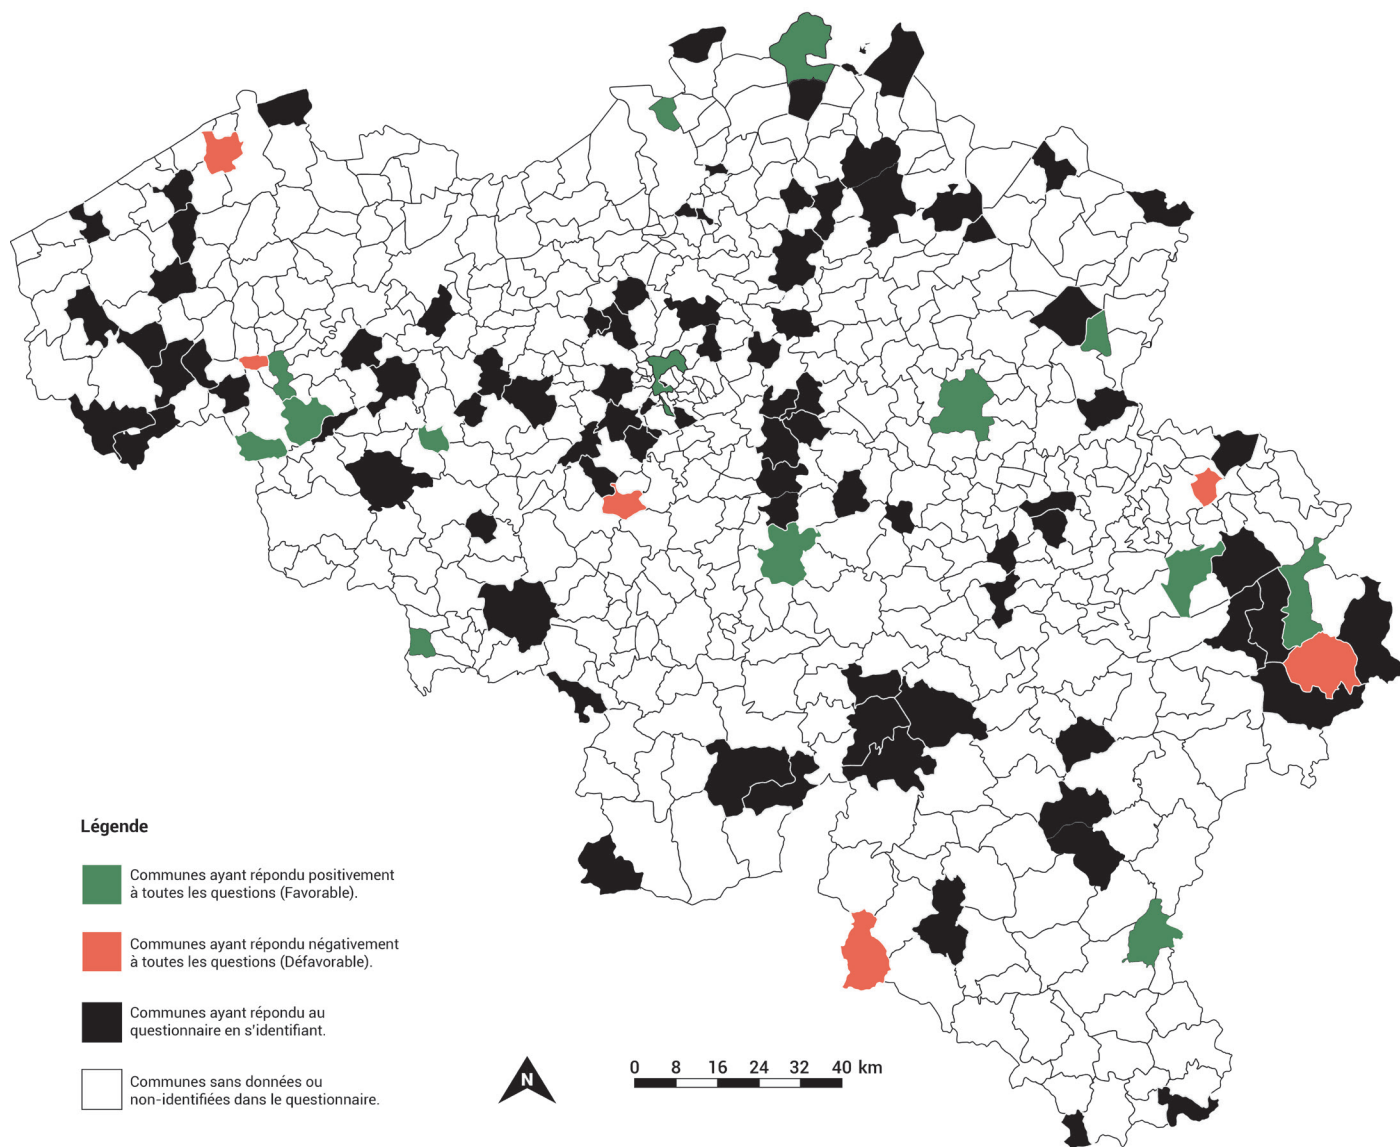 Légende
Communes ayant répondu positivement
à toutes les questions (Favorable).
Communes ayant répondu négativement
à toutes les questions (Défavorable).
Communes ayant répondu au
questionnaire en s'identifiant.
Communes sans données ou
non-identifiées dans le questionnaire.
N
0 8 16 24 32 40 km